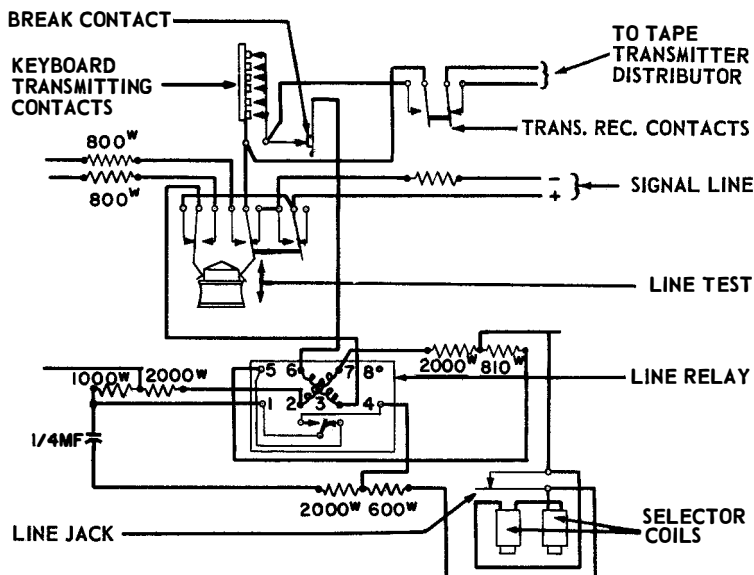 BREAK CONTACT
TO TAPE
TRANSMITTER
DISTRIBUTOR
KEYBOARD
TRANSMITTING
CONTACTS
TRANS. REC. CONTACTS
800W
800W
−
+
SIGNAL LINE
LINE TEST
2000W 810W
1000W 2000W
5 6 7 8
1 2 3 4
LINE RELAY
1/4MF
2000W 600W
LINE JACK
SELECTOR
COILS